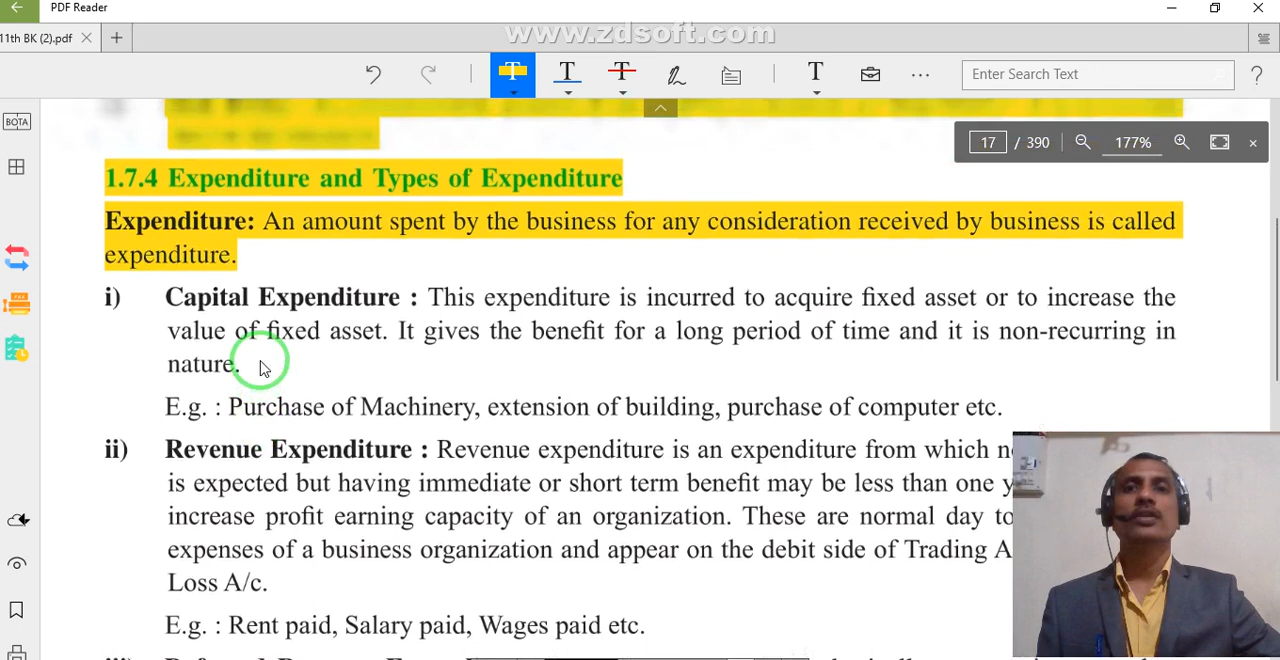 PDF Reader
www.zdsoft.com
11th BK (2).pdf
Enter Search Text
17 / 390
177%
BOTA
1.7.4 Expenditure and Types of Expenditure
Expenditure: An amount spent by the business for any consideration received by business is called
expenditure.
i) Capital Expenditure : This expenditure is incurred to acquire fixed asset or to increase the
value of fixed asset. It gives the benefit for a long period of time and it is non-recurring in
nature.
E.g. : Purchase of Machinery, extension of building, purchase of computer etc.
ii) Revenue Expenditure : Revenue expenditure is an expenditure from which
is expected but having immediate or short term benefit may be less than one
increase profit earning capacity of an organization. These are normal day to
expenses of a business organization and appear on the debit side of Trading A
Loss A/c.
E.g. : Rent paid, Salary paid, Wages paid etc.